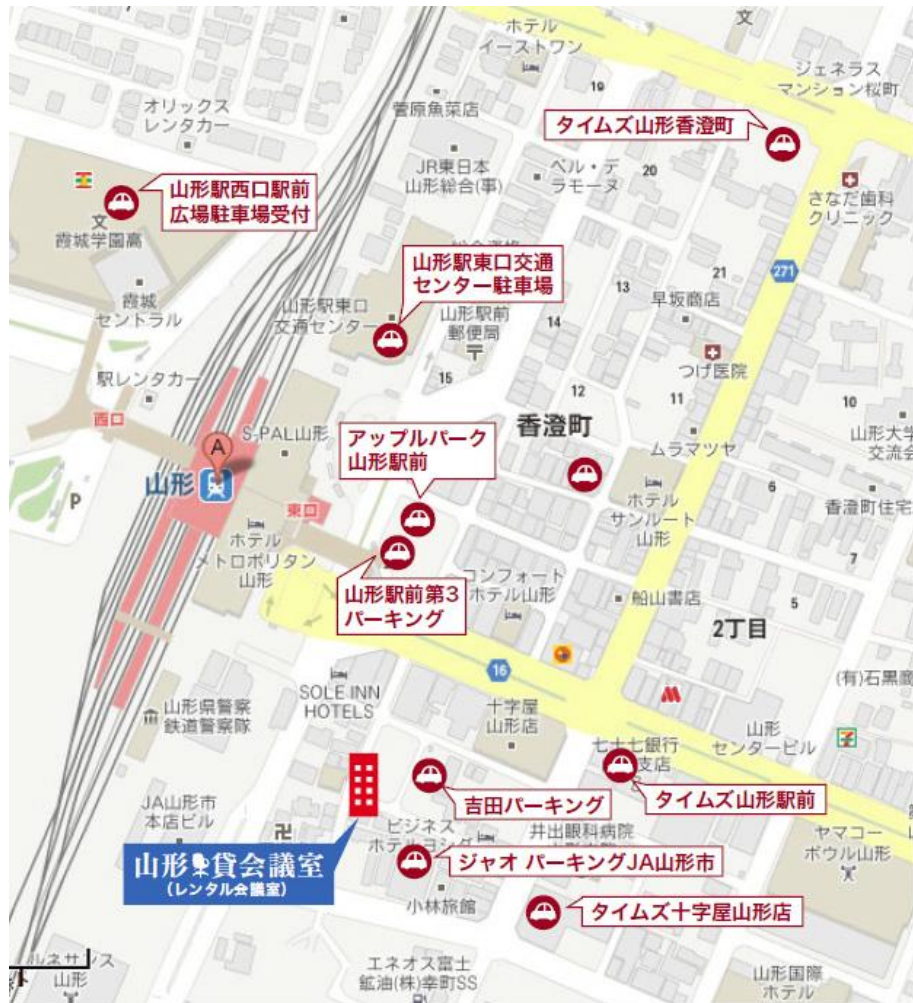 文
ホテル
イーストワン
ジェネラス
マンション桜町
オリックス
レンタカー
19
菅原魚菜店
タイムズ山形香澄町
JR東日本
山形総合(事)
ベル・デ
ラモーヌ
20
さなだ歯科
クリニック
山形駅西口駅前
広場駐車場受付
文
霞城学園高
山形駅東口交通
センター駐車場
271
21
13
早坂商店
霞城
セントラル
山形駅東口
交通センター
山形駅前
郵便局
14
つげ医院
駅レンタカー
15
12
11
10
西口
S-PAL山形
アップルパーク
山形駅前
香澄町
ムラマツヤ
山形大学
交流会
A
山形
P
東口
ホテル
サンルート
山形
6
香澄町住宅
ホテル
メトロポリタン
山形
7
山形駅前第3
パーキング
コンフォート
ホテル山形
船山書店
5
2丁目
16
SOLE INN
HOTELS
(有)石黒商
山形県警察
鉄道警察隊
十字屋
山形店
山形
センタービル
七十七銀行
支店
吉田パーキング
タイムズ山形駅前
JA山形市
本店ビル
卍
ビジネス
ホテルヨシダ
井出眼科病院
ヤマコー
ボウル山形
山形貸会議室
(レンタル会議室)
ジャオ パーキングJA山形市
小林旅館
タイムズ十字屋山形店
ルネサンス
山形
エネオス富士
鉱油(株)幸町SS
山形国際
ホテル